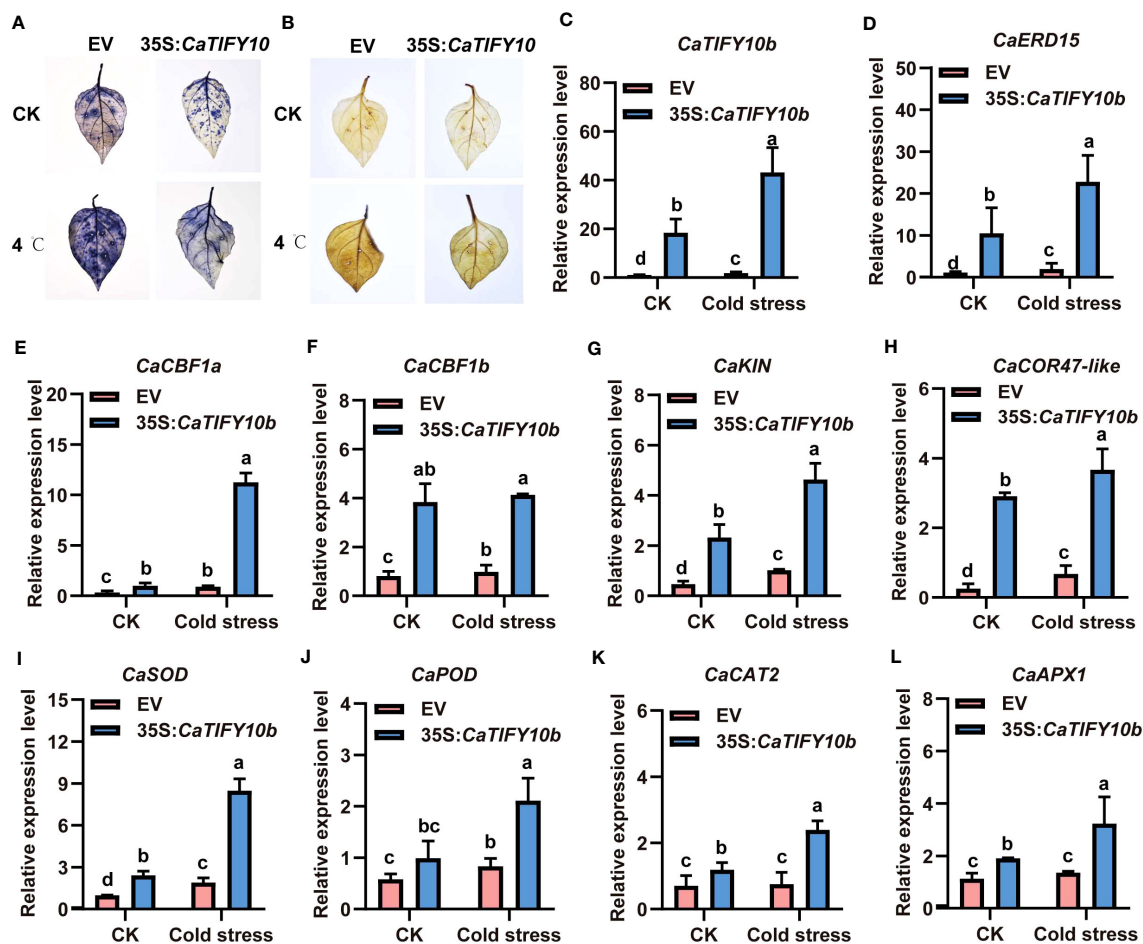 A
EV 35S:CaTIFY10
CK
4 ℃
B
EV 35S:CaTIFY10
CK
4 ℃
C
CaTIFY10b
Relative expression level
80
60
40
20
0
EV
35S:CaTIFY10b
d b c a
CK Cold stress
D
CaERD15
Relative expression level
50
40
30
20
10
0
EV
35S:CaTIFY10b
d b c a
CK Cold stress
E
CaCBF1a
Relative expression level
20
15
10
5
0
EV
35S:CaTIFY10b
c b b a
CK Cold stress
F
CaCBF1b
Relative expression level
8
6
4
2
0
EV
35S:CaTIFY10b
c ab b a
CK Cold stress
G
CaKIN
Relative expression level
8
6
4
2
0
EV
35S:CaTIFY10b
d b c a
CK Cold stress
H
CaCOR47-like
Relative expression level
6
4
2
0
EV
35S:CaTIFY10b
d b c a
CK Cold stress
I
CaSOD
Relative expression level
15
12
9
6
3
0
EV
35S:CaTIFY10b
d b c a
CK Cold stress
J
CaPOD
Relative expression level
4
3
2
1
0
EV
35S:CaTIFY10b
c bc b a
CK Cold stress
K
CaCAT2
Relative expression level
6
4
2
0
EV
35S:CaTIFY10b
c b c a
CK Cold stress
L
CaAPX1
Relative expression level
8
6
4
2
0
EV
35S:CaTIFY10b
c b c a
CK Cold stress